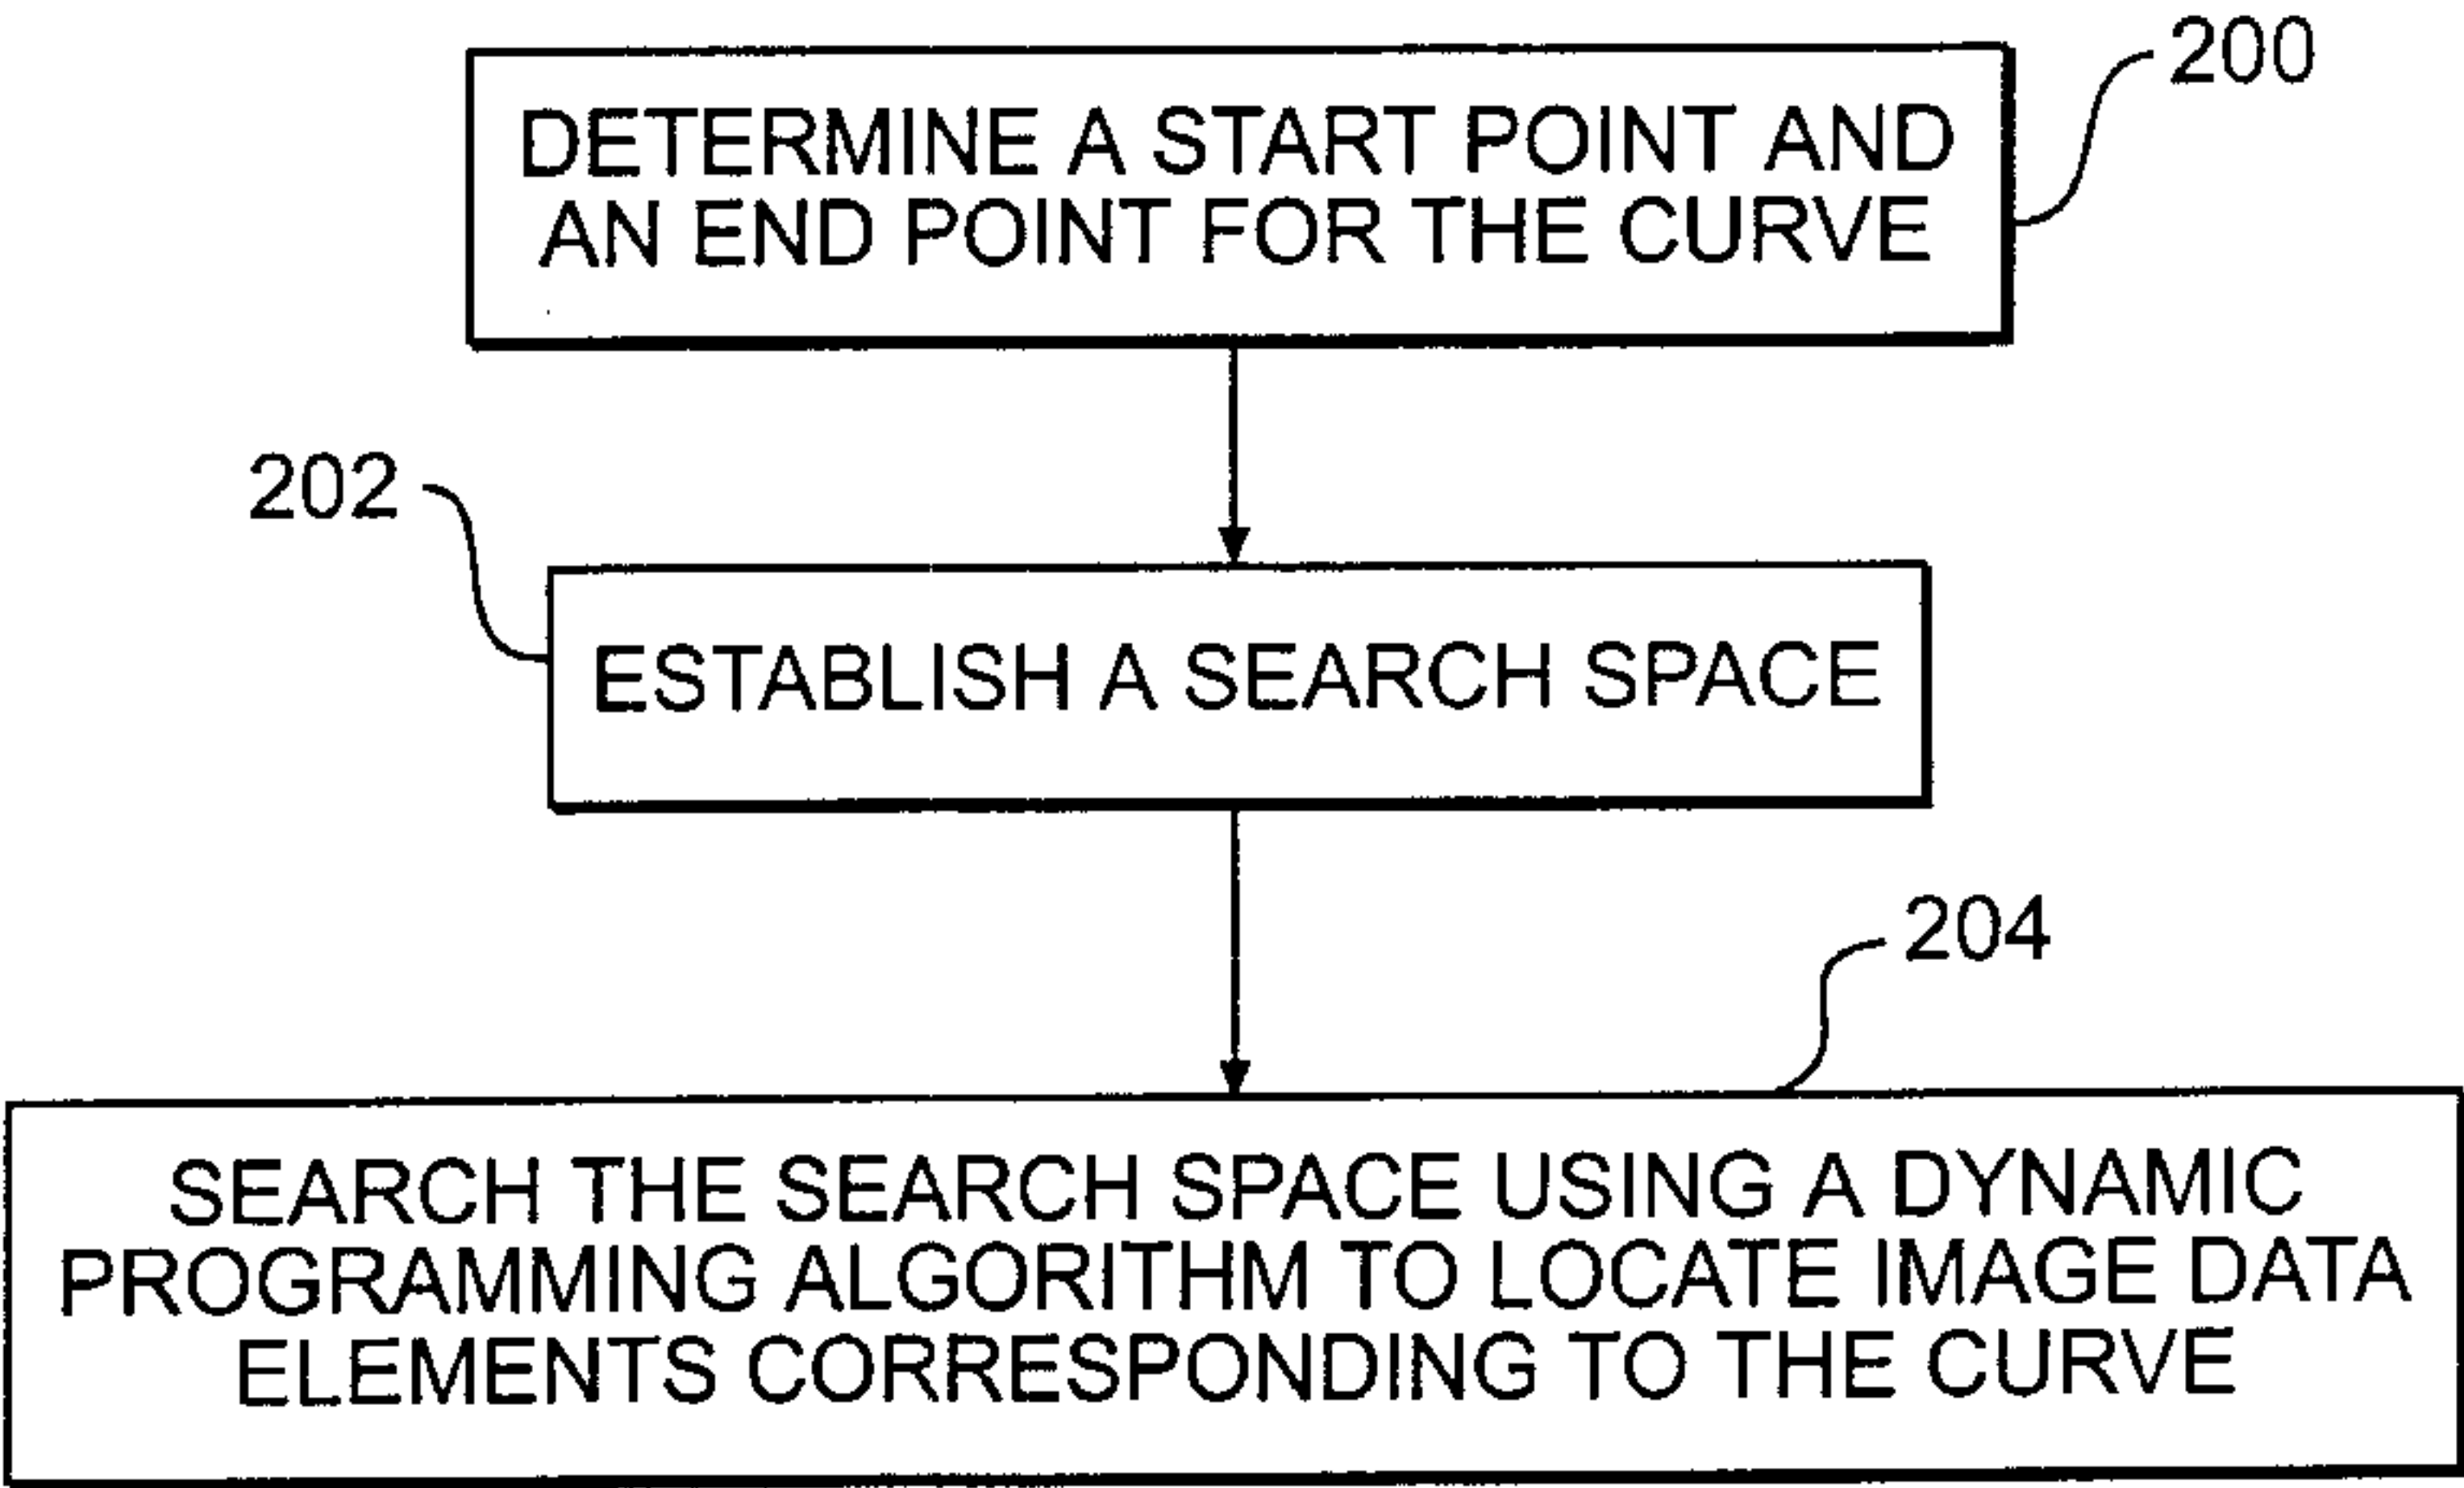 200
DETERMINE A START POINT AND
AN END POINT FOR THE CURVE
202
ESTABLISH A SEARCH SPACE
204
SEARCH THE SEARCH SPACE USING A DYNAMIC
PROGRAMMING ALGORITHM TO LOCATE IMAGE DATA
ELEMENTS CORRESPONDING TO THE CURVE